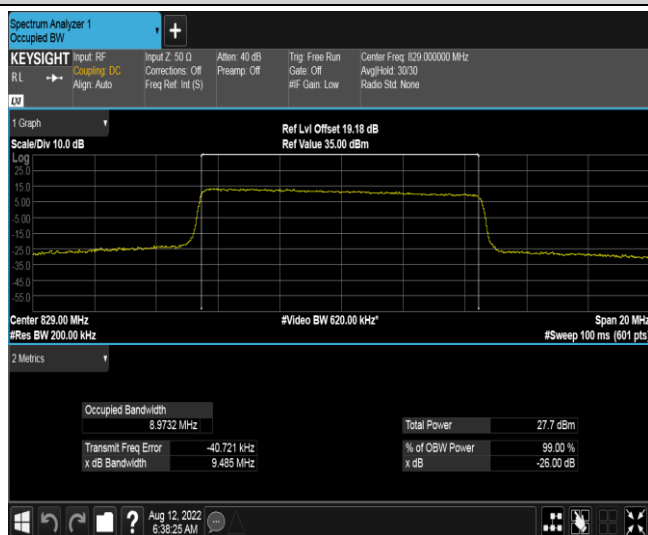 Spectrum Analyzer 1
Occupied BW
KEYSIGHT
R L
LXI
Input: RF
Coupling: DC
Align: Auto
Input Z: 50 Ω
Corrections: Off
Freq Ref: Int (S)
Atten: 40 dB
Preamp: Off
Trig: Free Run
Gate: Off
#IF Gain: Low
Center Freq: 829.000000 MHz
Avg|Hold: 30/30
Radio Std: None
1 Graph
Scale/Div 10.0 dB
Ref Lvl Offset 19.18 dB
Ref Value 35.00 dBm
Log
25.0
15.0
5.00
-5.00
-15.0
-25.0
-35.0
-45.0
-55.0
Center 829.00 MHz
#Res BW 200.00 kHz
#Video BW 620.00 kHz*
Span 20 MHz
#Sweep 100 ms (601 pts)
2 Metrics
Occupied Bandwidth
8.9732 MHz
Transmit Freq Error -40.721 kHz
x dB Bandwidth 9.485 MHz
Total Power 27.7 dBm
% of OBW Power 99.00 %
x dB -26.00 dB
Aug 12, 2022
6:38:25 AM